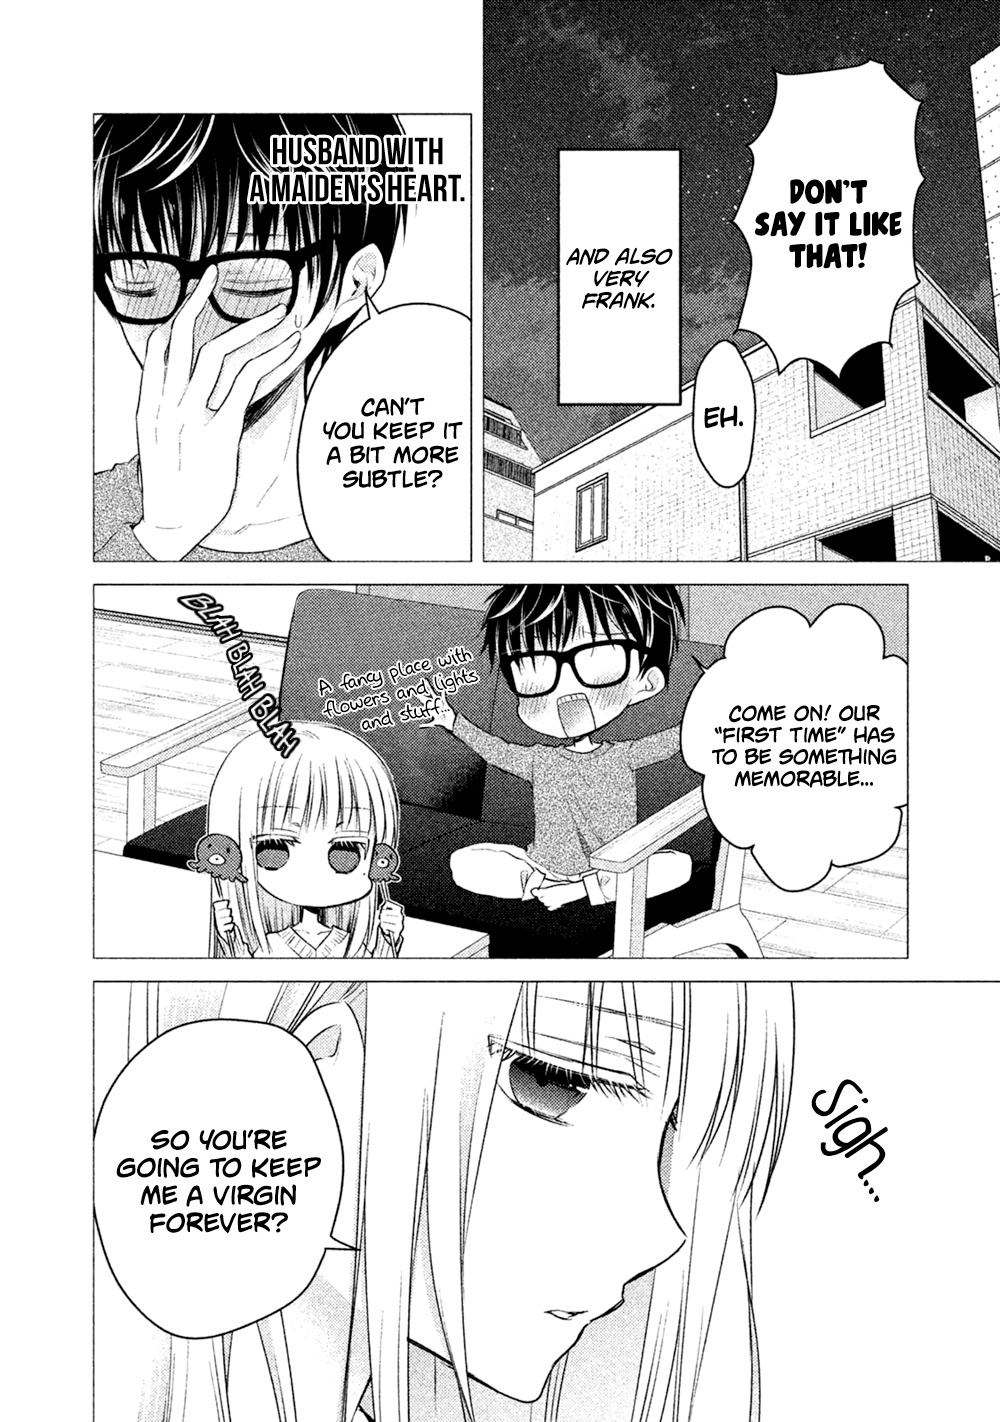 DON'T
SAY IT LIKE
THAT!
EH.
AND ALSO
VERY
FRANK.
HUSBAND WITH
A MAIDEN'S HEART.
CAN'T
YOU KEEP IT
A BIT MORE
SUBTLE?
COME ON! OUR
"FIRST TIME" HAS
TO BE SOMETHING
MEMORABLE...
A fancy place with
flowers and lights
and stuff...
BLAH BLAH BLAH
Sigh...
SO YOU'RE
GOING TO KEEP
ME A VIRGIN
FOREVER?